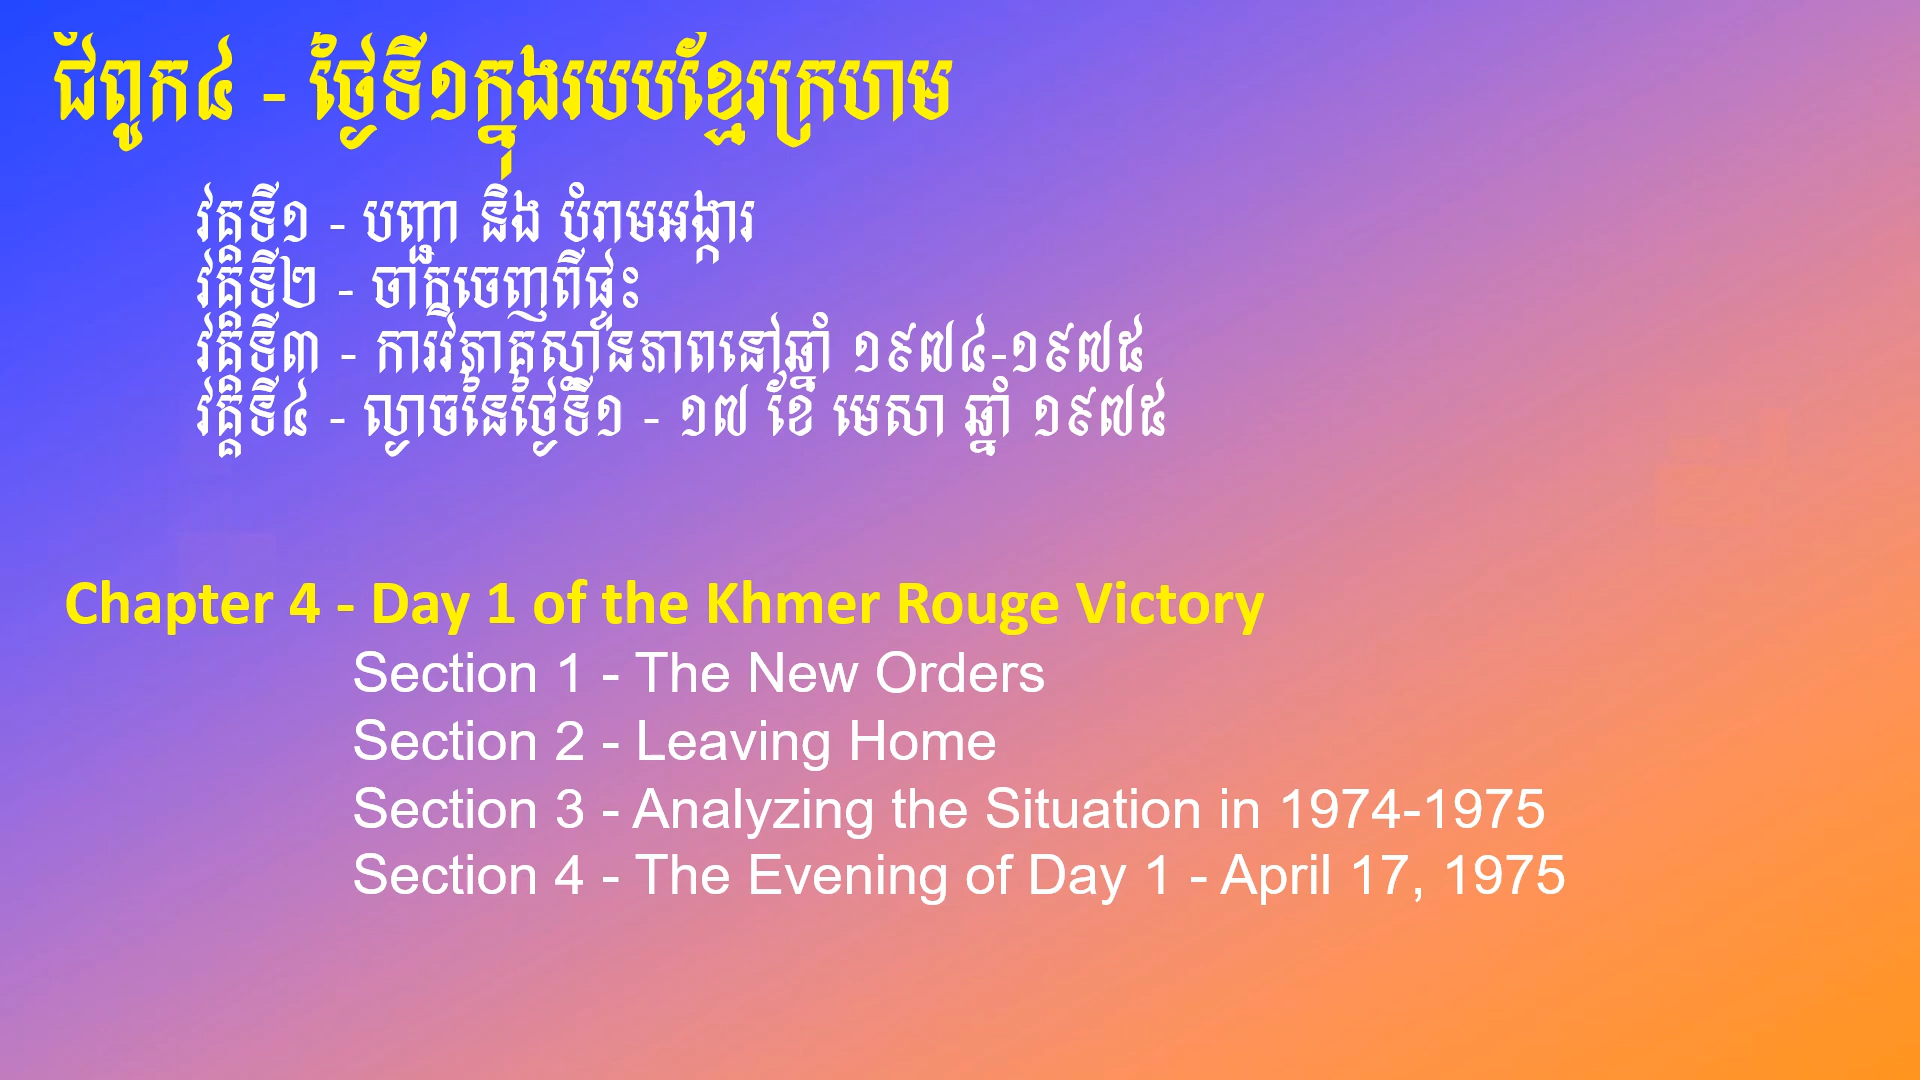 ជំពូក៤ - ថ្ងៃទី១ក្នុងរបបខ្មែរក្រហម
វគ្គទី១ - បញ្ជា និង បំរាមអង្ការ
វគ្គទី២ - ចាកចេញពីផ្ទះ
វគ្គទី៣ - ការវិភាគស្ថានភាពនៅឆ្នាំ ១៩៧៤-១៩៧៥
វគ្គទី៤ - ល្ងាចនៃថ្ងៃទី១ - ១៧ ខែ មេសា ឆ្នាំ ១៩៧៥
Chapter 4 - Day 1 of the Khmer Rouge Victory
Section 1 - The New Orders
Section 2 - Leaving Home
Section 3 - Analyzing the Situation in 1974-1975
Section 4 - The Evening of Day 1 - April 17, 1975